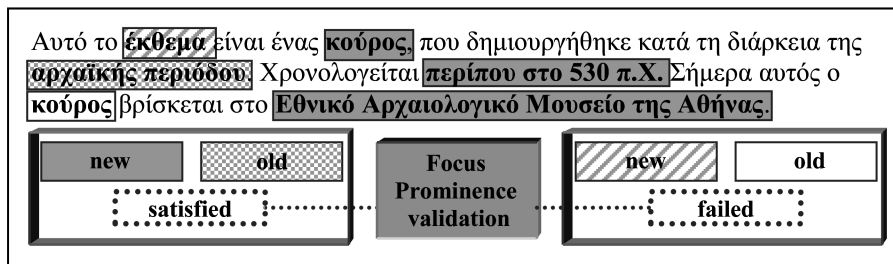 Αυτό το έκθεμα είναι ένας κούρος, που δημιουργήθηκε κατά τη διάρκεια της
αρχαϊκής περιόδου. Χρονολογείται περίπου στο 530 π.Χ. Σήμερα αυτός ο
κούρος βρίσκεται στο Εθνικό Αρχαιολογικό Μουσείο της Αθήνας.
new old
satisfied
Focus
Prominence
validation
new old
failed